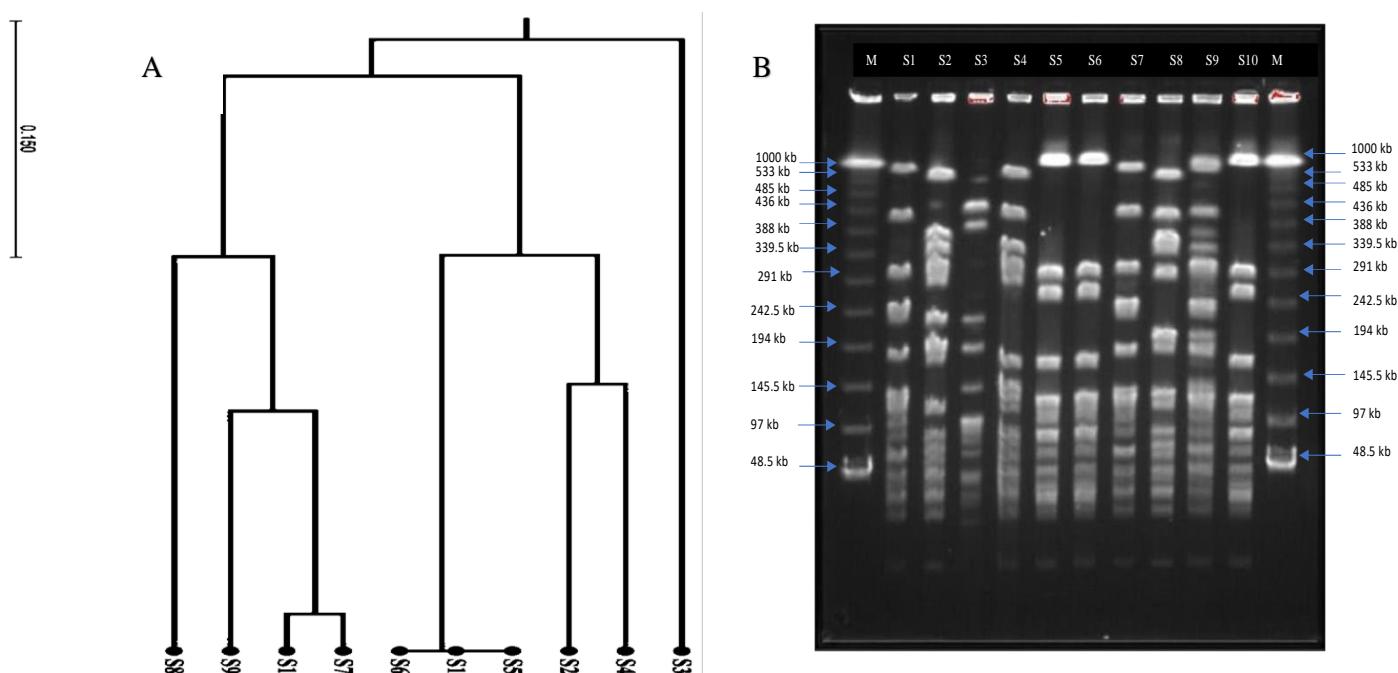 A
0.150
S8 S9 S1 S7 S6 S1 S5 S2 S4 S3
B
M S1 S2 S3 S4 S5 S6 S7 S8 S9 S10 M
1000 kb
533 kb
485 kb
436 kb
388 kb
339.5 kb
291 kb
242.5 kb
194 kb
145.5 kb
97 kb
48.5 kb
1000 kb
533 kb
485 kb
436 kb
388 kb
339.5 kb
291 kb
242.5 kb
194 kb
145.5 kb
97 kb
48.5 kb